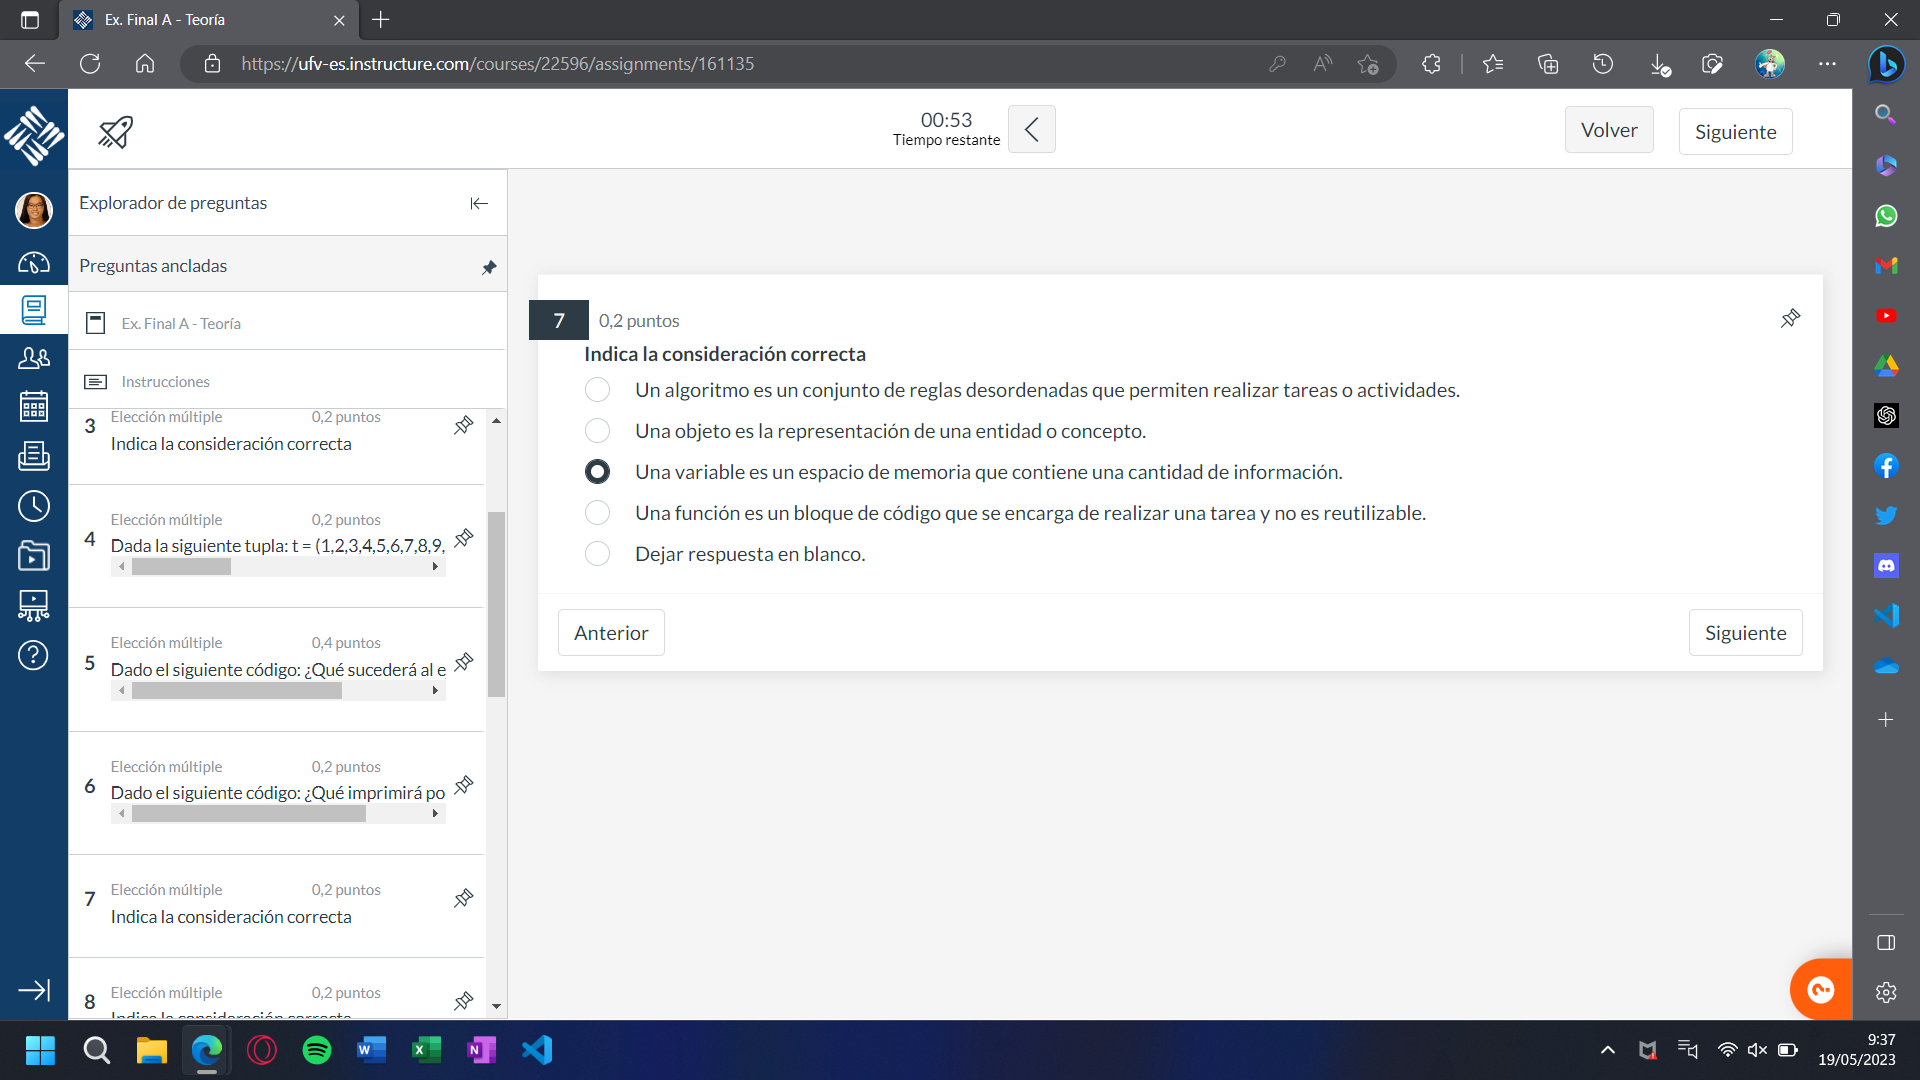 Ex. Final A - Teoría
https://ufv-es.instructure.com/courses/22596/assignments/161135
00:53
Tiempo restante
Volver
Siguiente
Explorador de preguntas
Preguntas ancladas
Ex. Final A - Teoría
Instrucciones
3
Elección múltiple
0,2 puntos
Indica la consideración correcta
4
Elección múltiple
0,2 puntos
Dada la siguiente tupla: t = (1,2,3,4,5,6,7,8,9,
5
Elección múltiple
0,4 puntos
Dado el siguiente código: ¿Qué sucederá al e
6
Elección múltiple
0,2 puntos
Dado el siguiente código: ¿Qué imprimirá po
7
Elección múltiple
0,2 puntos
Indica la consideración correcta
8
Elección múltiple
0,2 puntos
Indica la consideración correcta
7
0,2 puntos
Indica la consideración correcta
Un algoritmo es un conjunto de reglas desordenadas que permiten realizar tareas o actividades.
Una objeto es la representación de una entidad o concepto.
Una variable es un espacio de memoria que contiene una cantidad de información.
Una función es un bloque de código que se encarga de realizar una tarea y no es reutilizable.
Dejar respuesta en blanco.
Anterior
Siguiente
9:37
19/05/2023